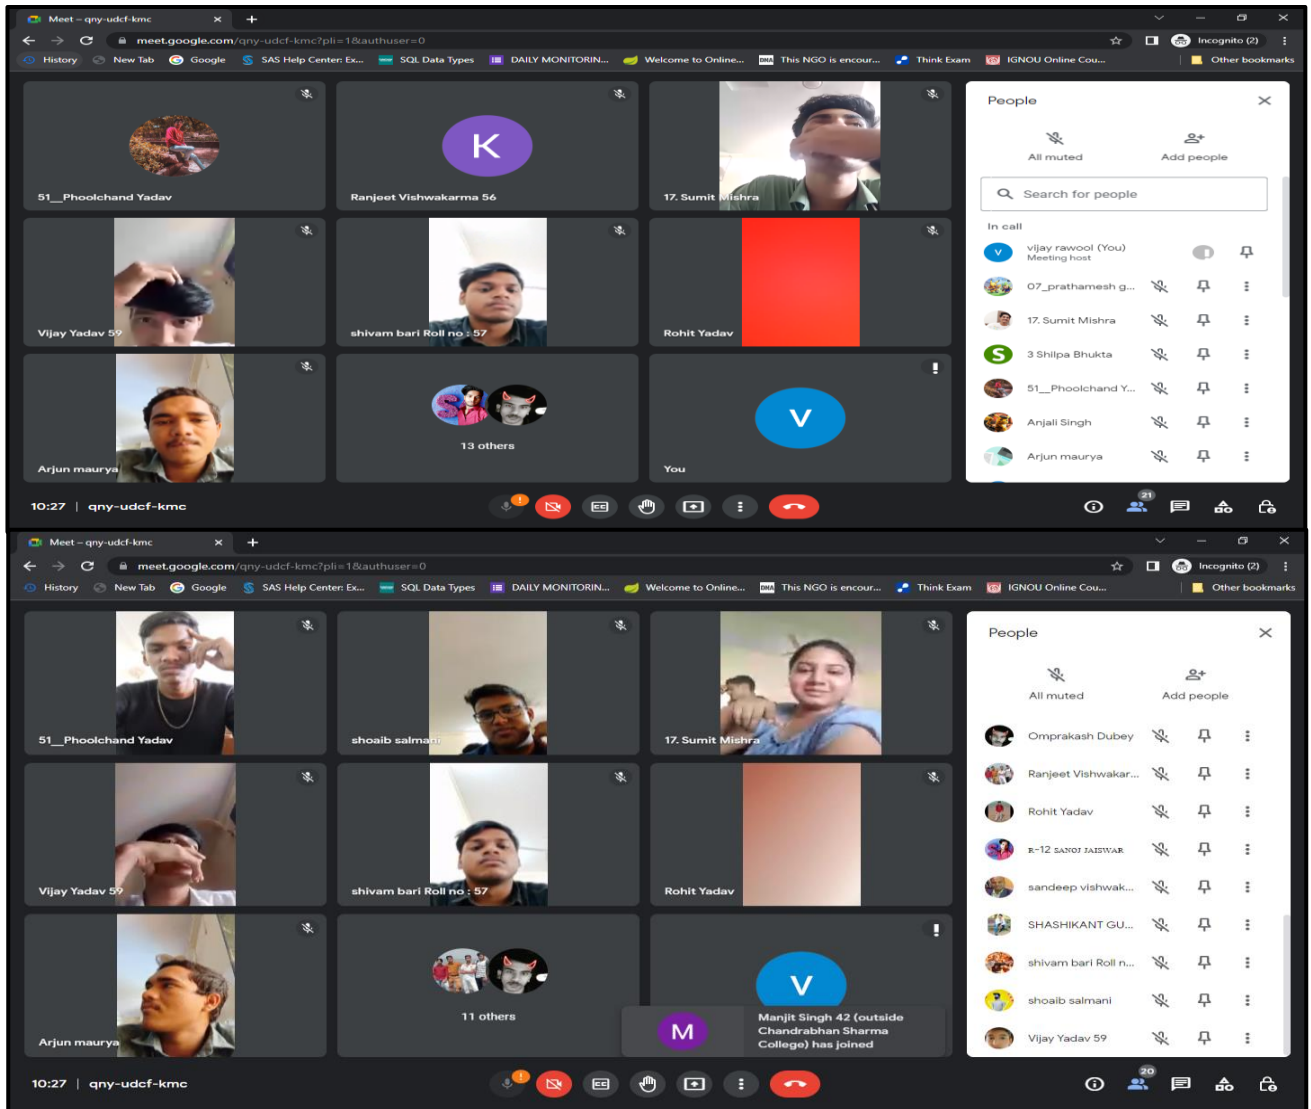 Meet – qny-udcf-kmc
meet.google.com/qny-udcf-kmc?pli=1&authuser=0
Incognito (2)
History New Tab Google SAS Help Center: Ex... SQL Data Types DAILY MONITORIN... Welcome to Online... This NGO is encour... Think Exam IGNOU Online Cou... Other bookmarks
51__Phoolchand Yadav
K
Ranjeet Vishwakarma 56
17. Sumit Mishra
Vijay Yadav 59
shivam bari Roll no : 57
Rohit Yadav
Arjun maurya
13 others
V
You
People
All muted
Add people
Search for people
In call
V
vijay rawool (You)
Meeting host
07_prathamesh g...
17. Sumit Mishra
S
3 Shilpa Bhukta
51__Phoolchand Y...
Anjali Singh
Arjun maurya
10:27 | qny-udcf-kmc
CC
21
Meet – qny-udcf-kmc
meet.google.com/qny-udcf-kmc?pli=1&authuser=0
Incognito (2)
History New Tab Google SAS Help Center: Ex... SQL Data Types DAILY MONITORIN... Welcome to Online... This NGO is encour... Think Exam IGNOU Online Cou... Other bookmarks
51__Phoolchand Yadav
shoaib salmani
17. Sumit Mishra
Vijay Yadav 59
shivam bari Roll no : 57
Rohit Yadav
Arjun maurya
11 others
V
M
Manjit Singh 42 (outside
Chandrabhan Sharma
College) has joined
People
All muted
Add people
Omprakash Dubey
Ranjeet Vishwakar...
Rohit Yadav
R-12 SANOJ JAISWAR
sandeep vishwak...
SHASHIKANT GU...
shivam bari Roll n...
shoaib salmani
Vijay Yadav 59
10:27 | qny-udcf-kmc
CC
20